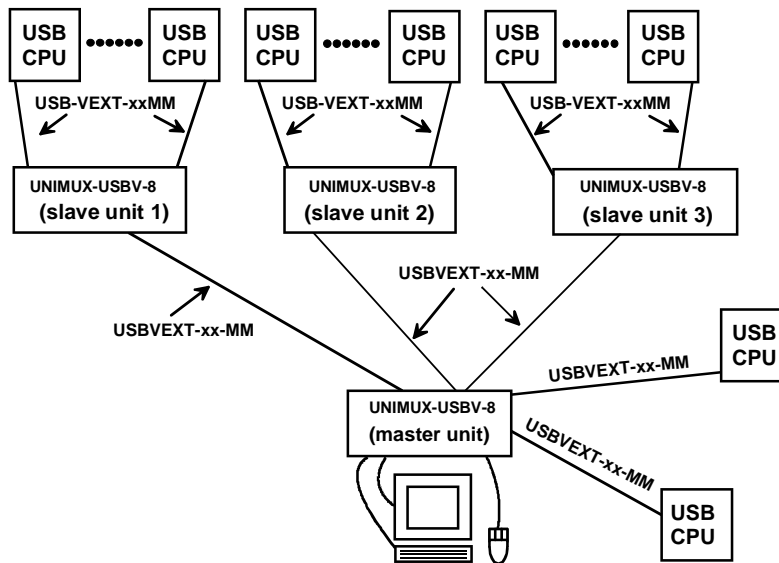 USB
CPU
USB
CPU
USB
CPU
USB
CPU
USB
CPU
USB
CPU
USB-VEXT-xxMM
USB-VEXT-xxMM
USB-VEXT-xxMM
UNIMUX-USBV-8
(slave unit 1)
UNIMUX-USBV-8
(slave unit 2)
UNIMUX-USBV-8
(slave unit 3)
USBVEXT-xx-MM
USBVEXT-xx-MM
USB
CPU
USBVEXT-xx-MM
UNIMUX-USBV-8
(master unit)
USBVEXT-xx-MM
USB
CPU